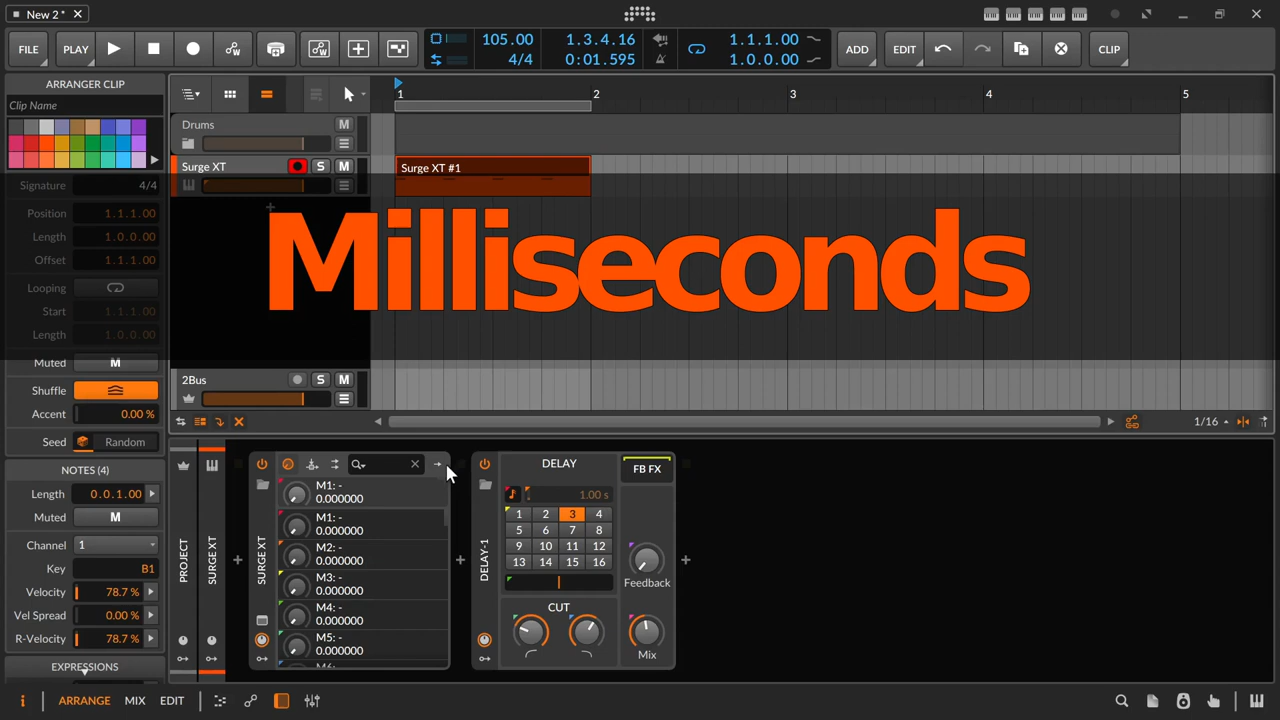 New 2 *
FILE
PLAY
105.00
4/4
1.3.4.16
0:01.595
1.1.1.00
1.0.0.00
ADD
EDIT
CLIP
ARRANGER CLIP
Clip Name
Signature 4/4
Position 1.1.1.00
Length 1.0.0.00
Offset 1.1.1.00
Looping
Start 1.1.1.00
Length 1.0.0.00
Muted M
Shuffle
Accent 0.00 %
Seed Random
NOTES (4)
Length 0.0.1.00
Muted M
Channel 1
Key B1
Velocity 78.7 %
Vel Spread 0.00 %
R-Velocity 78.7 %
EXPRESSIONS
1 2 3 4 5
Drums M
Surge XT S M
Surge XT #1
Milliseconds
2Bus S M
1/16
PROJECT
SURGE XT
SURGE XT
M1: -
0.000000
M1: -
0.000000
M2: -
0.000000
M3: -
0.000000
M4: -
0.000000
M5: -
0.000000
M6: -
DELAY-1
DELAY
1.00 s
1 2 3 4
5 6 7 8
9 10 11 12
13 14 15 16
CUT
FB FX
Feedback
Mix
i ARRANGE MIX EDIT